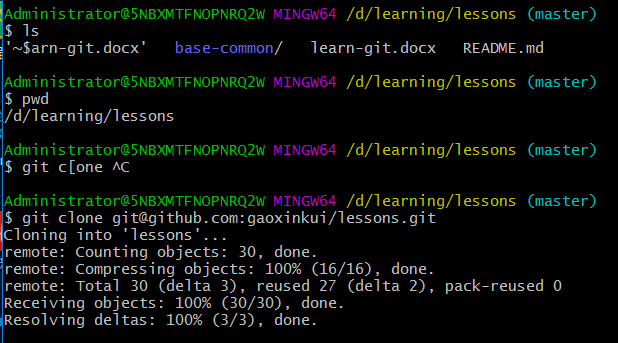 Administrator@5NBXMTFNOPNRQ2W MINGW64 /d/learning/lessons (master)
$ ls
'~$arn-git.docx'   base-common/   learn-git.docx   README.md
Administrator@5NBXMTFNOPNRQ2W MINGW64 /d/learning/lessons (master)
$ pwd
/d/learning/lessons
Administrator@5NBXMTFNOPNRQ2W MINGW64 /d/learning/lessons (master)
$ git c[one ^C
Administrator@5NBXMTFNOPNRQ2W MINGW64 /d/learning/lessons (master)
$ git clone git@github.com:gaoxinkui/lessons.git
Cloning into 'lessons'...
remote: Counting objects: 30, done.
remote: Compressing objects: 100% (16/16), done.
remote: Total 30 (delta 3), reused 27 (delta 2), pack-reused 0
Receiving objects: 100% (30/30), done.
Resolving deltas: 100% (3/3), done.